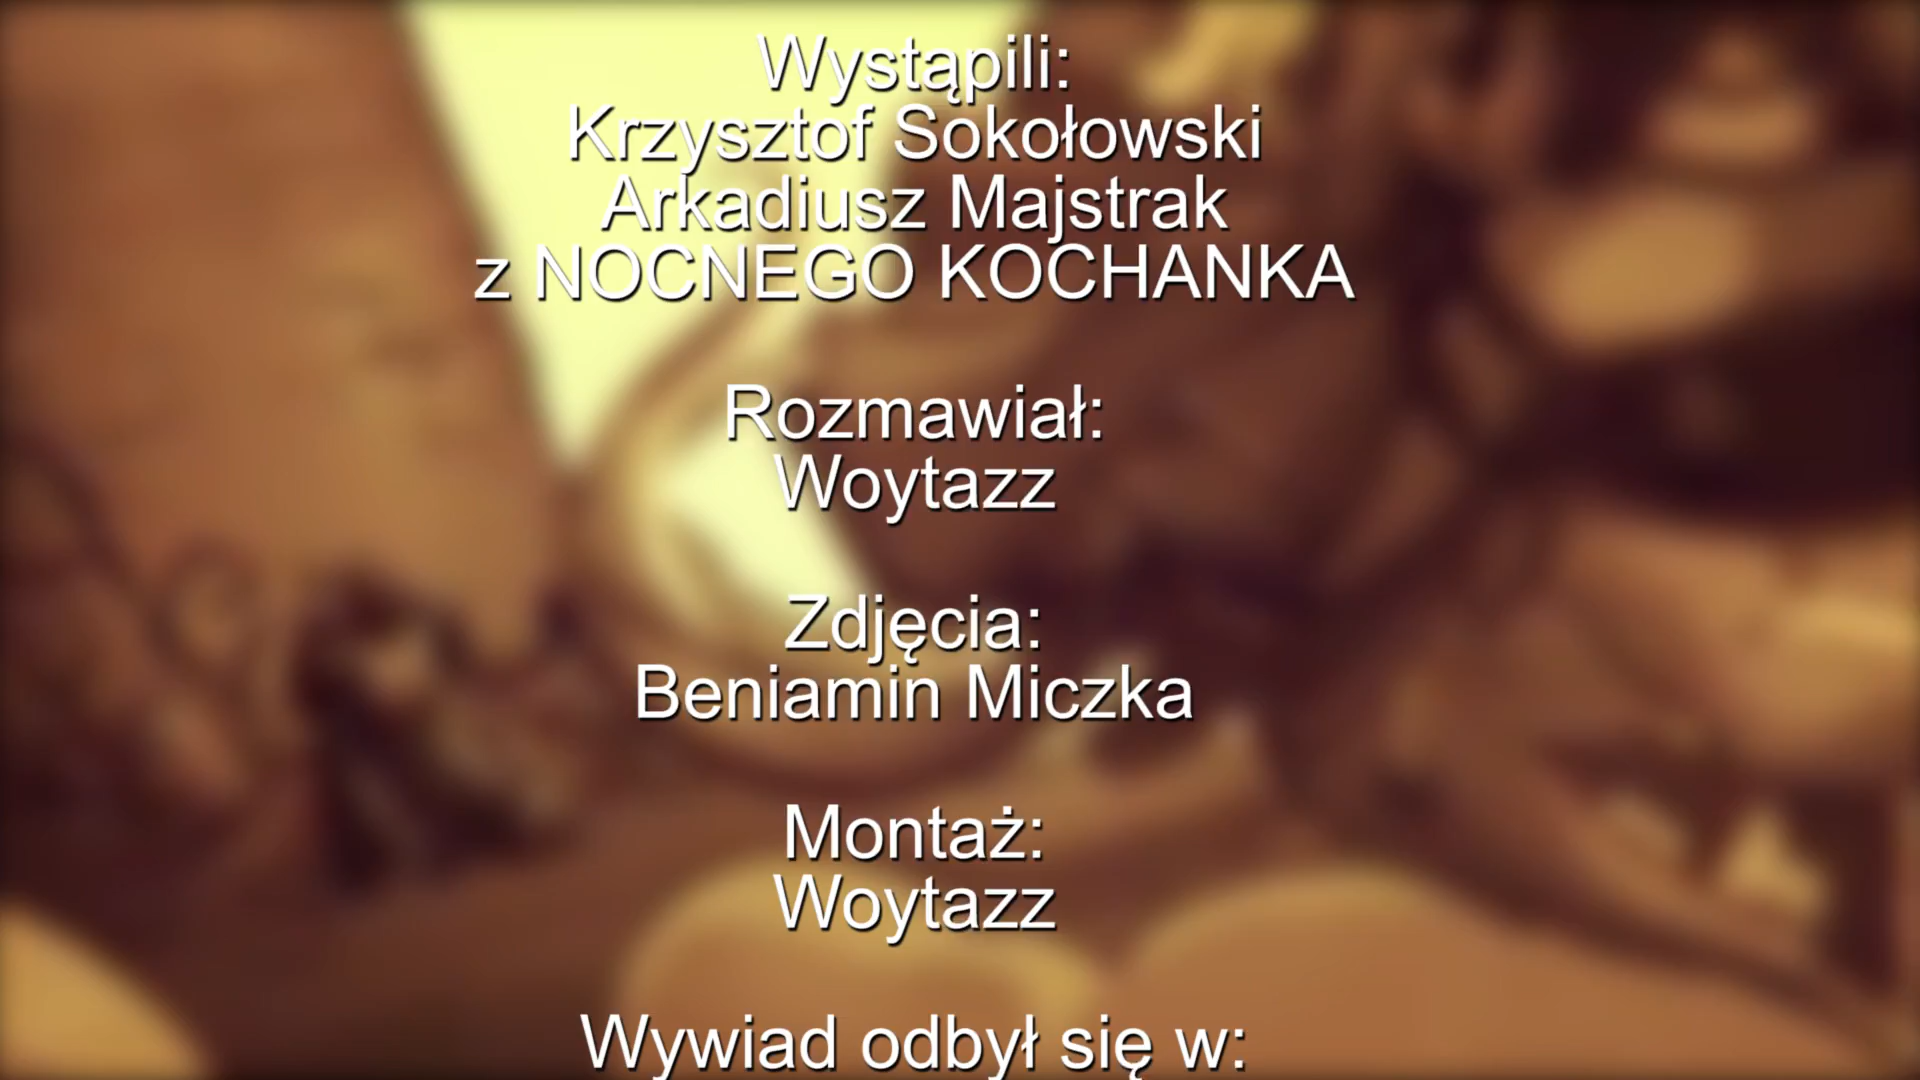 Wystąpili:
Krzysztof Sokołowski
Arkadiusz Majstrak
z NOCNEGO KOCHANKA
Rozmawiał:
Woytazz
Zdjęcia:
Beniamin Miczka
Montaż:
Woytazz
Wywiad odbył się w: